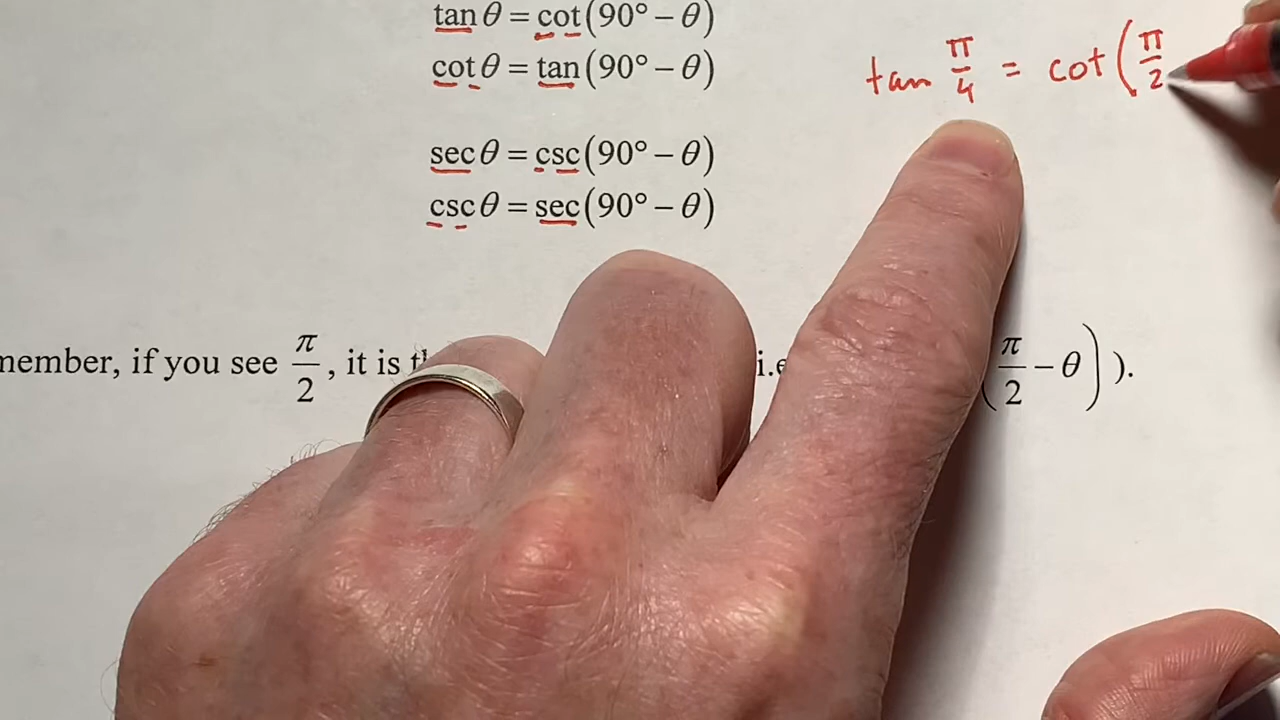 tan θ = cot(90° − θ)
cot θ = tan(90° − θ)
sec θ = csc(90° − θ)
csc θ = sec(90° − θ)
tan π/4 = cot(π/2
if you see π/2, it is π/2 − θ) ).